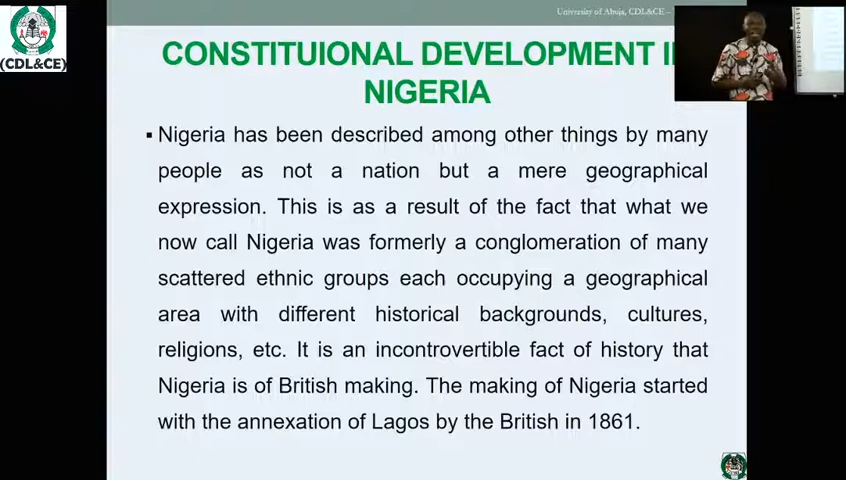 University of Abuja, CDL&CE –
(CDL&CE)
CONSTITUIONAL DEVELOPMENT I
NIGERIA
▪ Nigeria has been described among other things by many
people as not a nation but a mere geographical
expression. This is as a result of the fact that what we
now call Nigeria was formerly a conglomeration of many
scattered ethnic groups each occupying a geographical
area with different historical backgrounds, cultures,
religions, etc. It is an incontrovertible fact of history that
Nigeria is of British making. The making of Nigeria started
with the annexation of Lagos by the British in 1861.